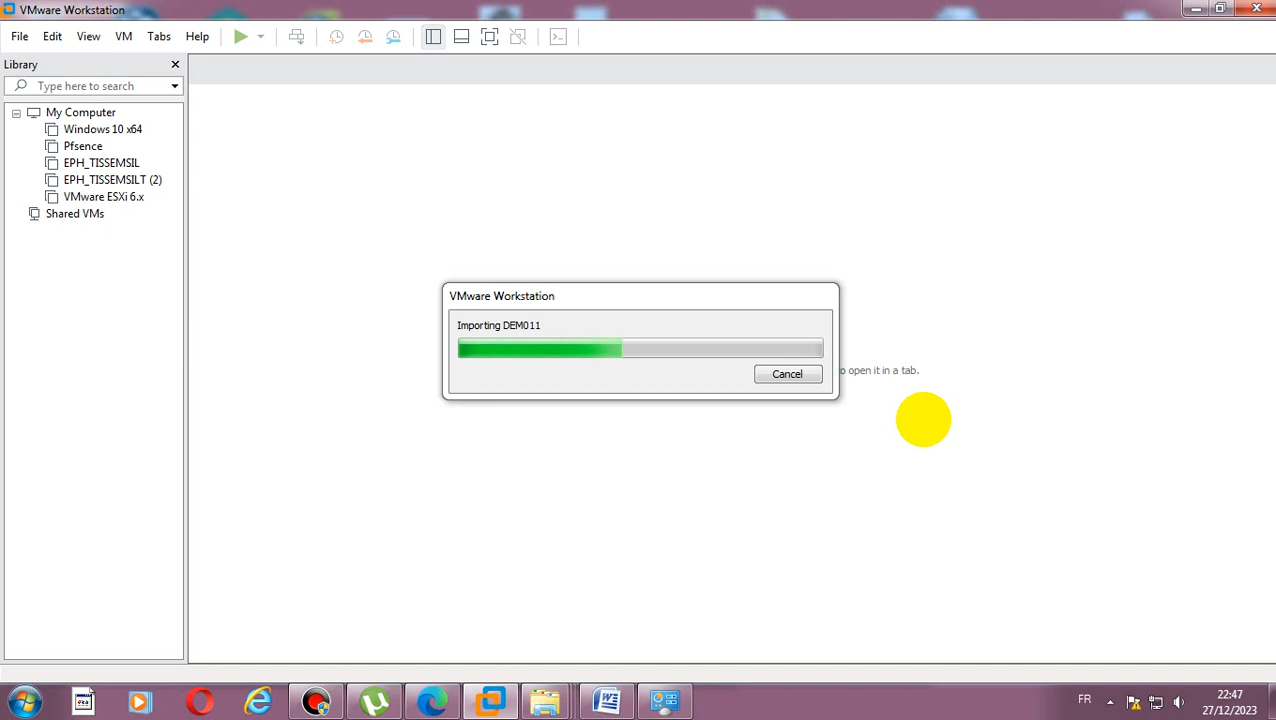 VMware Workstation
File Edit View VM Tabs Help
Library
Type here to search
My Computer
Windows 10 x64
Pfsence
EPH_TISSEMSIL
EPH_TISSEMSILT (2)
VMware ESXi 6.x
Shared VMs
VMware Workstation
Importing DEM011
Cancel
to open it in a tab.
FR
22:47
27/12/2023